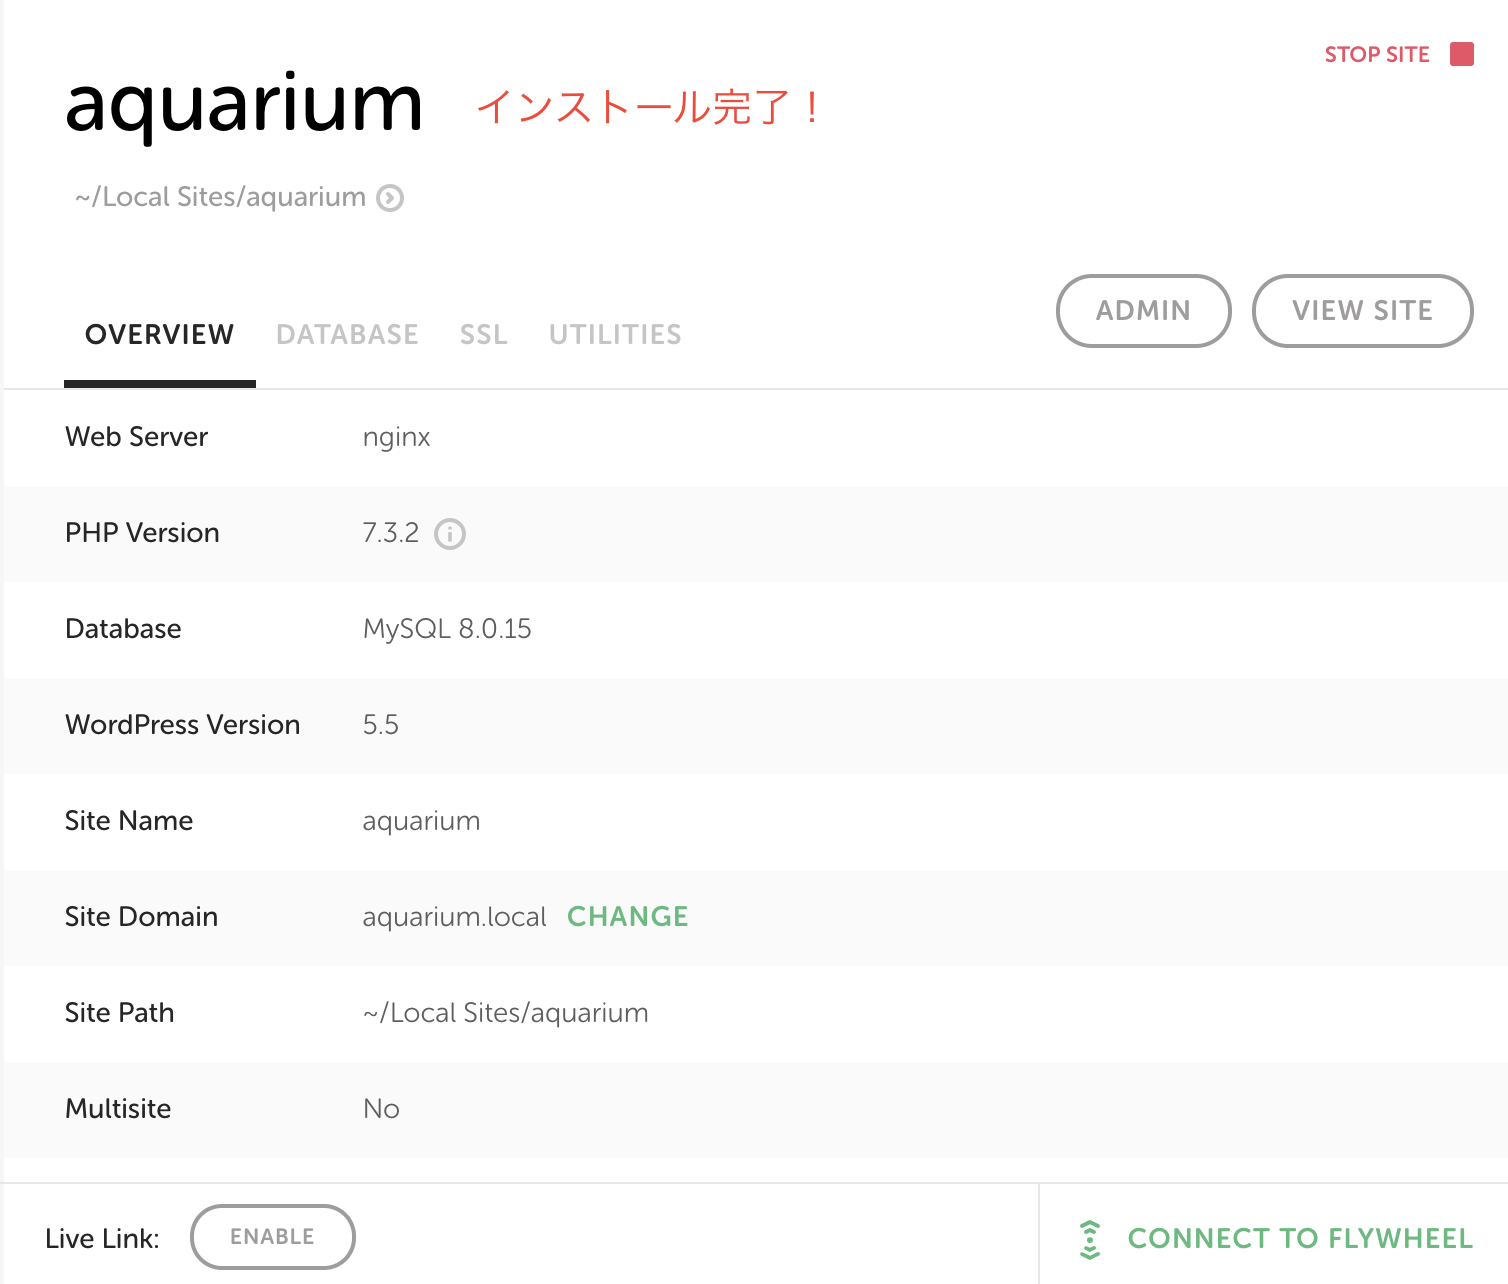 STOP SITE
aquarium インストール完了！
~/Local Sites/aquarium
ADMIN VIEW SITE
OVERVIEW DATABASE SSL UTILITIES
Web Server nginx
PHP Version 7.3.2
Database MySQL 8.0.15
WordPress Version 5.5
Site Name aquarium
Site Domain aquarium.local CHANGE
Site Path ~/Local Sites/aquarium
Multisite No
Live Link: ENABLE CONNECT TO FLYWHEEL